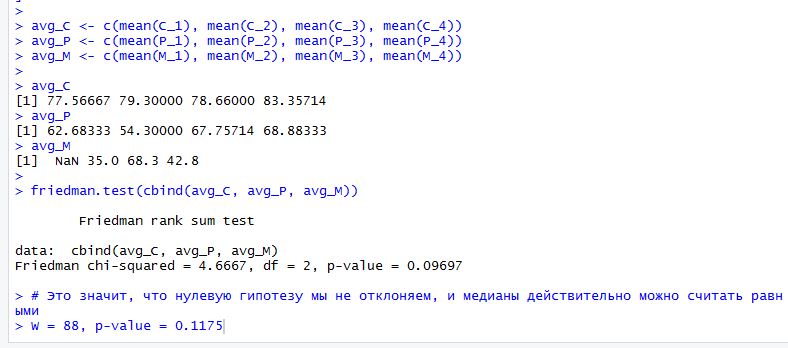 >
> avg_C <- c(mean(C_1), mean(C_2), mean(C_3), mean(C_4))
> avg_P <- c(mean(P_1), mean(P_2), mean(P_3), mean(P_4))
> avg_M <- c(mean(M_1), mean(M_2), mean(M_3), mean(M_4))
>
> avg_C
[1] 77.56667 79.30000 78.66000 83.35714
> avg_P
[1] 62.68333 54.30000 67.75714 68.88333
> avg_M
[1]  NaN 35.0 68.3 42.8
>
> friedman.test(cbind(avg_C, avg_P, avg_M))
Friedman rank sum test
data:  cbind(avg_C, avg_P, avg_M)
Friedman chi-squared = 4.6667, df = 2, p-value = 0.09697
> # Это значит, что нулевую гипотезу мы не отклоняем, и медианы действительно можно считать равн
ыми
> W = 88, p-value = 0.1175